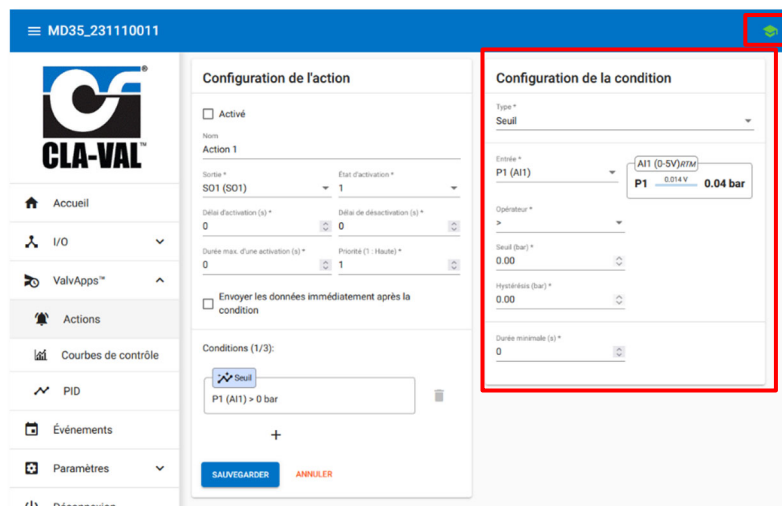 MD35_231110011
CLA-VAL™
Accueil
I/O
ValvApps™
Actions
Courbes de contrôle
PID
Événements
Paramètres
Déconnexion
Configuration de l'action
Activé
Nom
Action 1
Sortie *
État d'activation *
SO1 (SO1)
1
Délai d'activation (s) *
Délai de désactivation (s) *
0
0
Durée max. d'une activation (s) *
Priorité (1 : Haute) *
0
1
Envoyer les données immédiatement après la
condition
Conditions (1/3):
Seuil
P1 (AI1) > 0 bar
+
SAUVEGARDER
ANNULER
Configuration de la condition
Type *
Seuil
Entrée *
P1 (AI1)
AI1 (0-5V)RTM
P1
0.014 V
0.04 bar
Opérateur *
>
Seuil (bar) *
0.00
Hystérésis (bar) *
0.00
Durée minimale (s) *
0